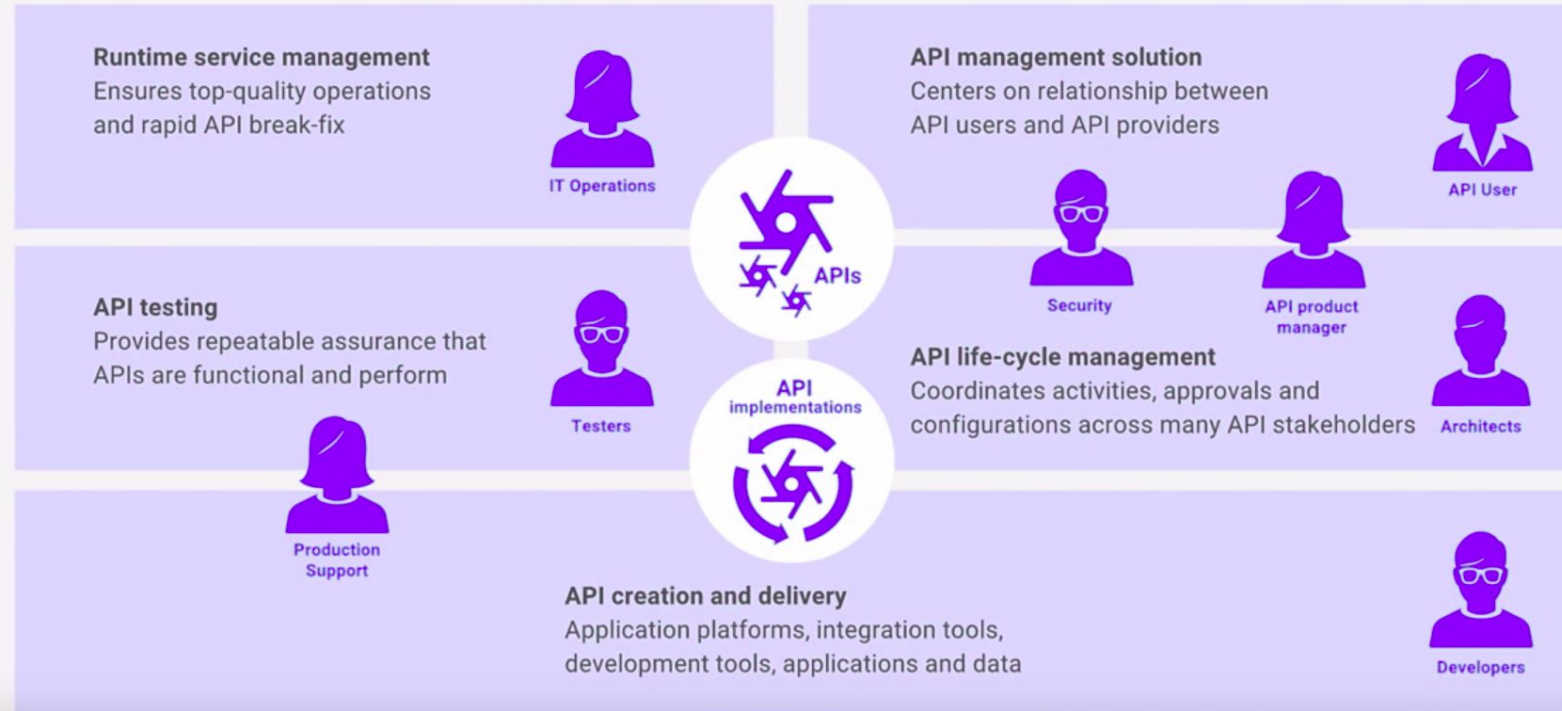 Runtime service management
Ensures top-quality operations
and rapid API break-fix
IT Operations
API management solution
Centers on relationship between
API users and API providers
API User
Security
API product
manager
APIs
API testing
Provides repeatable assurance that
APIs are functional and perform
Testers
Production
Support
API life-cycle management
Coordinates activities, approvals and
configurations across many API stakeholders
Architects
API
implementations
API creation and delivery
Application platforms, integration tools,
development tools, applications and data
Developers